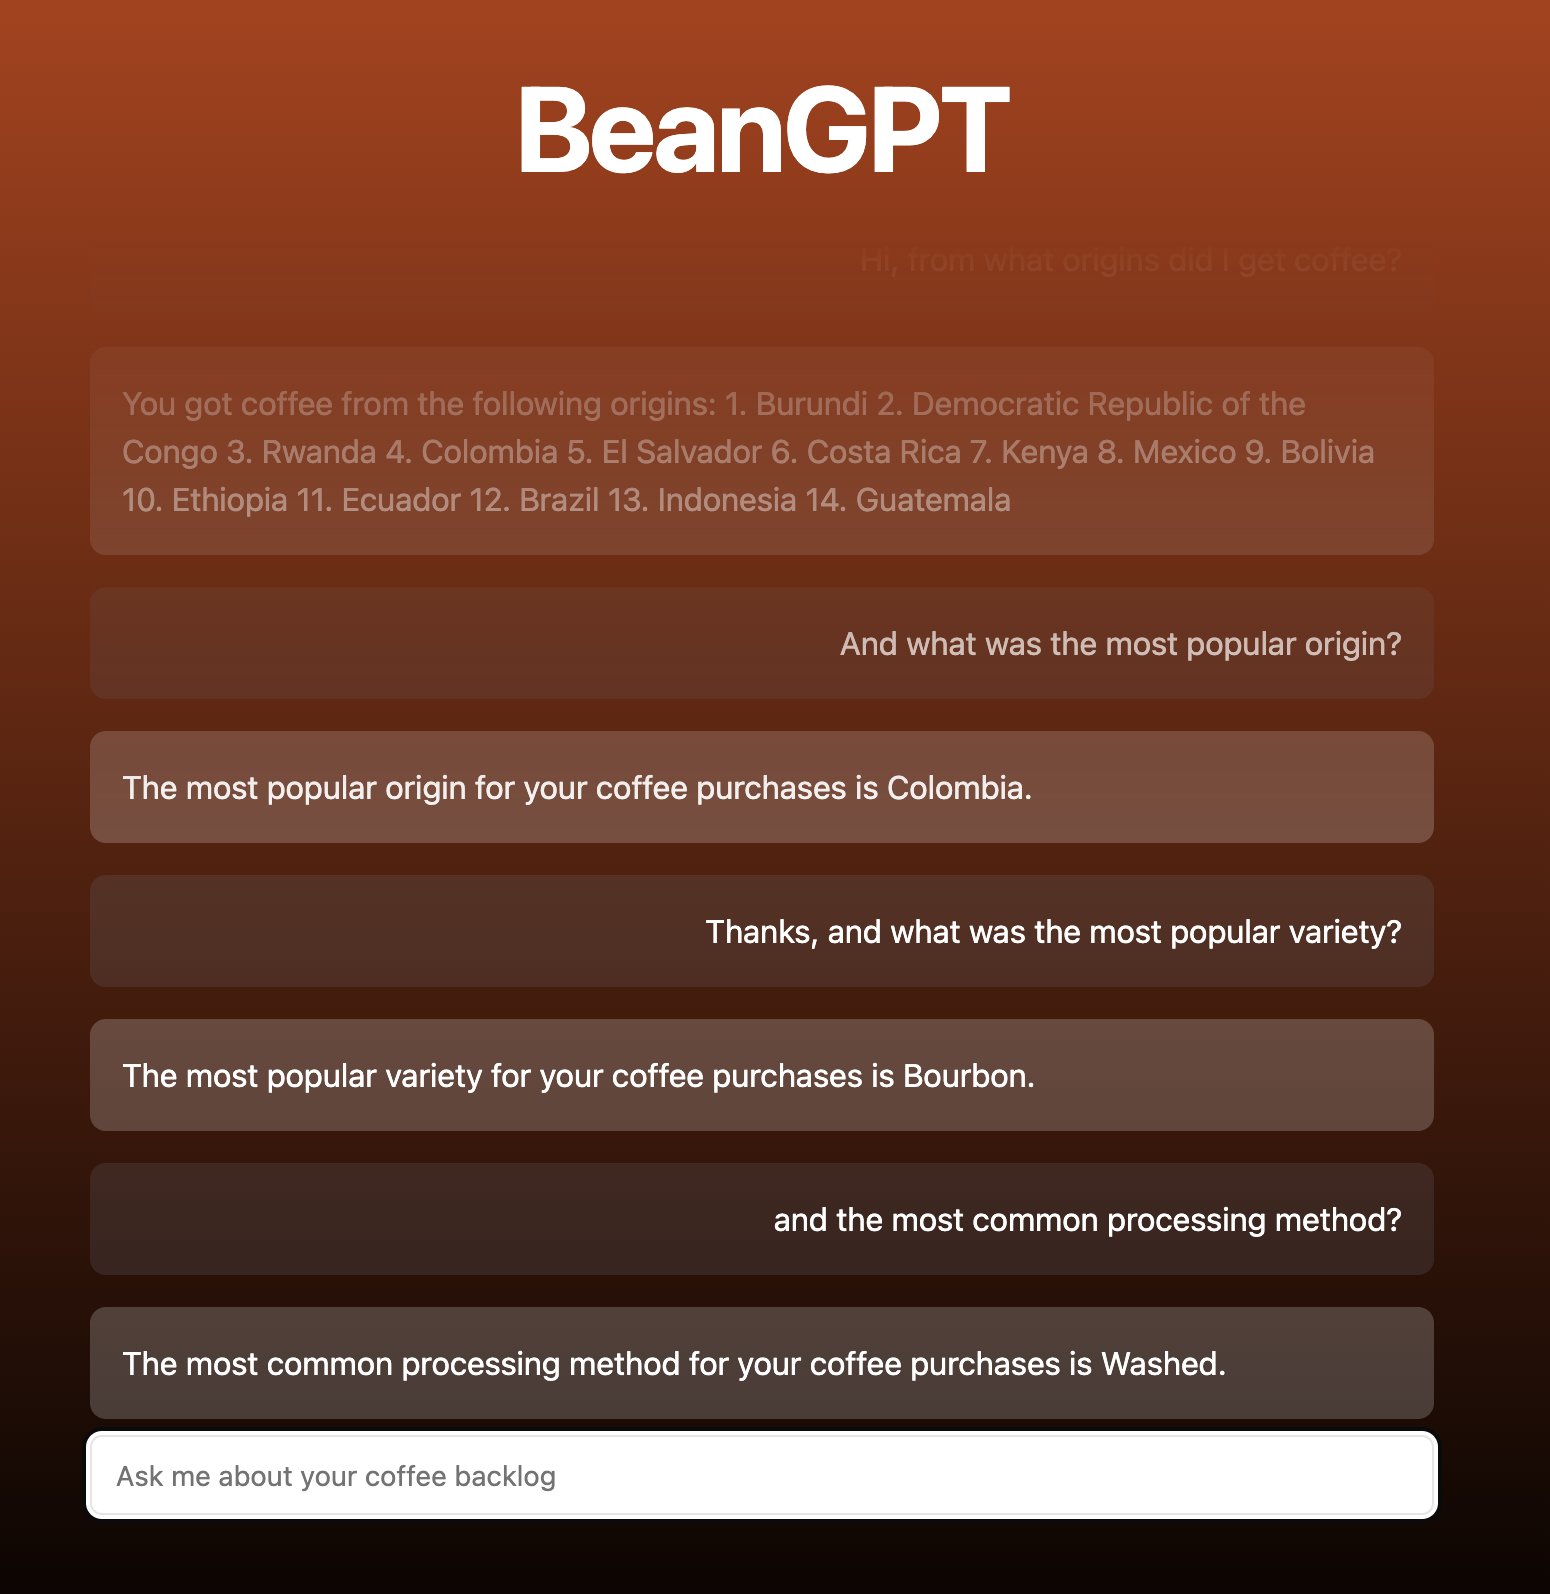 BeanGPT
Hi, from what origins did I get coffee?
You got coffee from the following origins: 1. Burundi 2. Democratic Republic of the
Congo 3. Rwanda 4. Colombia 5. El Salvador 6. Costa Rica 7. Kenya 8. Mexico 9. Bolivia
10. Ethiopia 11. Ecuador 12. Brazil 13. Indonesia 14. Guatemala
And what was the most popular origin?
The most popular origin for your coffee purchases is Colombia.
Thanks, and what was the most popular variety?
The most popular variety for your coffee purchases is Bourbon.
and the most common processing method?
The most common processing method for your coffee purchases is Washed.
Ask me about your coffee backlog